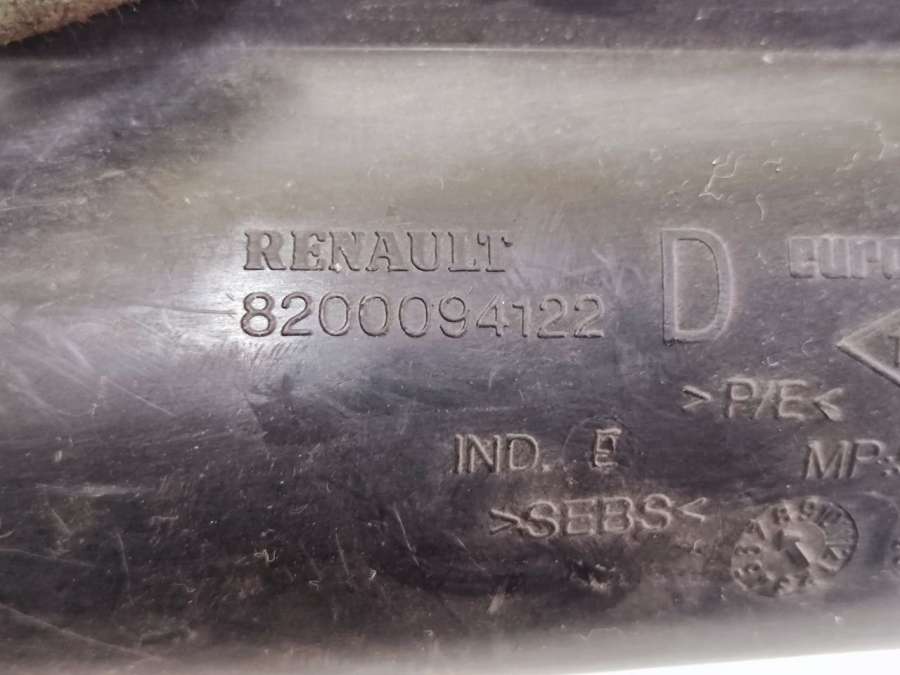 RENAULT
8200094122
D
>P/E<
IND. E
>SEBS<